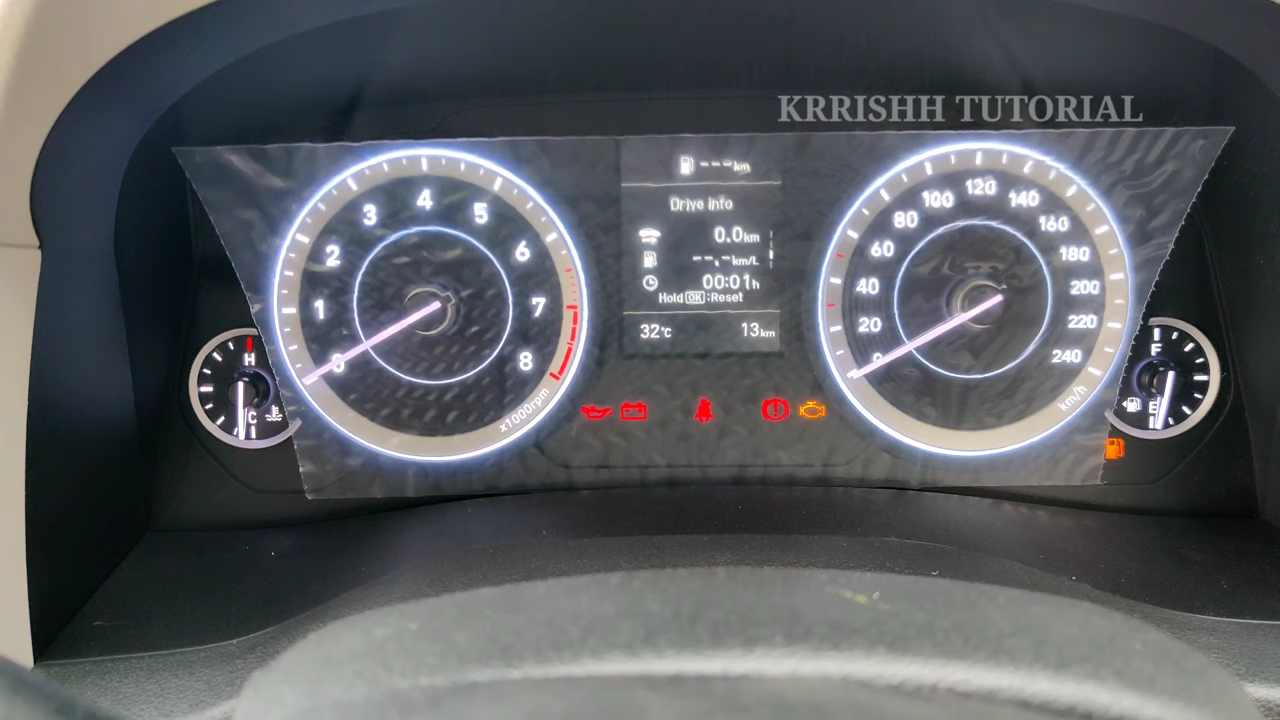 KRRISHH TUTORIAL
---km
Drive Info
0.0km
--.-km/L
00:01h
Hold OK :Reset
32°C 13km
0 1 2 3 4 5 6 7 8
x1000rpm
0 20 40 60 80 100 120 140 160 180 200 220 240
km/h
H
C
F
E